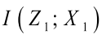 I ( Z₁ ; X₁ )